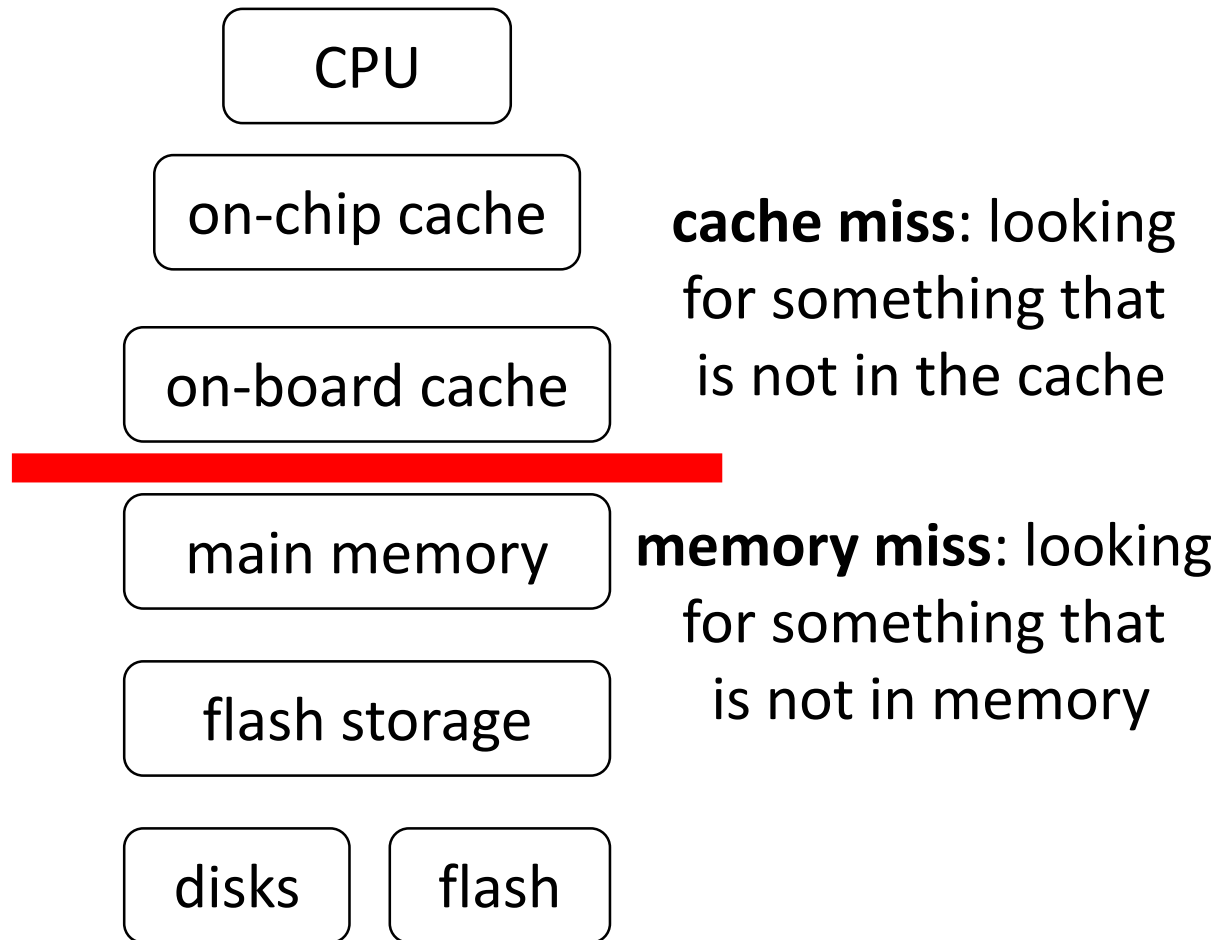 CPU
on-chip cache
on-board cache
cache miss: looking
for something that
is not in the cache
main memory
flash storage
memory miss: looking
for something that
is not in memory
disks
flash